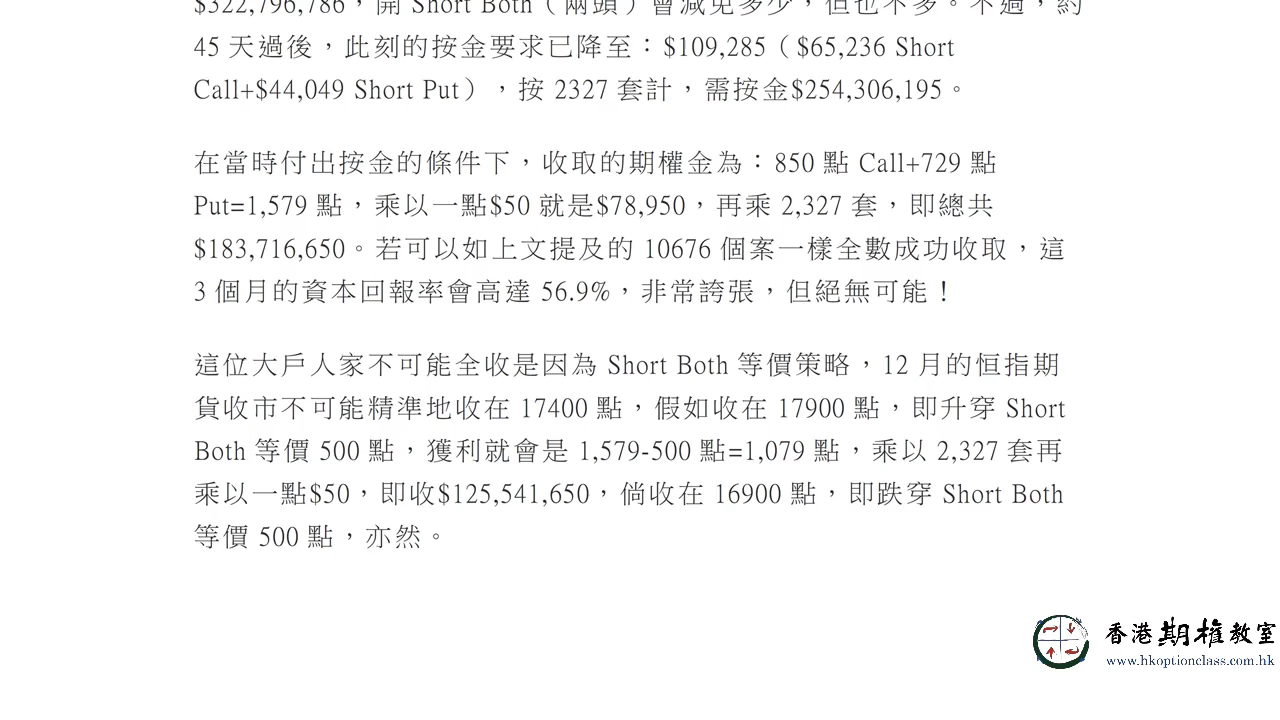 $322,796,786，開 Short Both（兩頭）會減免多少，但也不多。不過，約
45 天過後，此刻的按金要求已降至：$109,285（$65,236 Short
Call+$44,049 Short Put），按 2327 套計，需按金$254,306,195。
在當時付出按金的條件下，收取的期權金為：850 點 Call+729 點
Put=1,579 點，乘以一點$50 就是$78,950，再乘 2,327 套，即總共
$183,716,650。若可以如上文提及的 10676 個案一樣全數成功收取，這
3 個月的資本回報率會高達 56.9%，非常誇張，但絕無可能！
這位大戶人家不可能全收是因為 Short Both 等價策略，12 月的恒指期
貨收市不可能精準地收在 17400 點，假如收在 17900 點，即升穿 Short
Both 等價 500 點，獲利就會是 1,579-500 點=1,079 點，乘以 2,327 套再
乘以一點$50，即收$125,541,650，倘收在 16900 點，即跌穿 Short Both
等價 500 點，亦然。
香港期權教室
www.hkoptionclass.com.hk